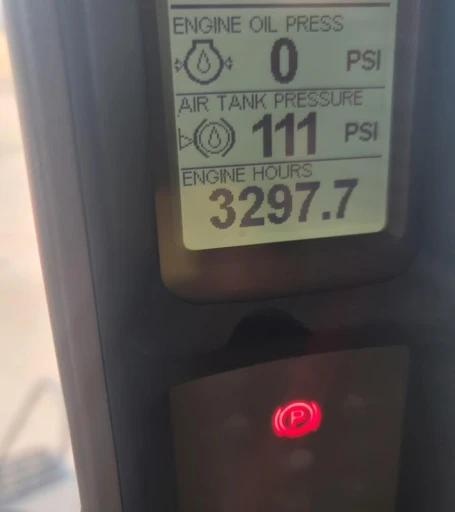 ENGINE OIL PRESS
0 PSI
AIR TANK PRESSURE
111 PSI
ENGINE HOURS
3297.7
P